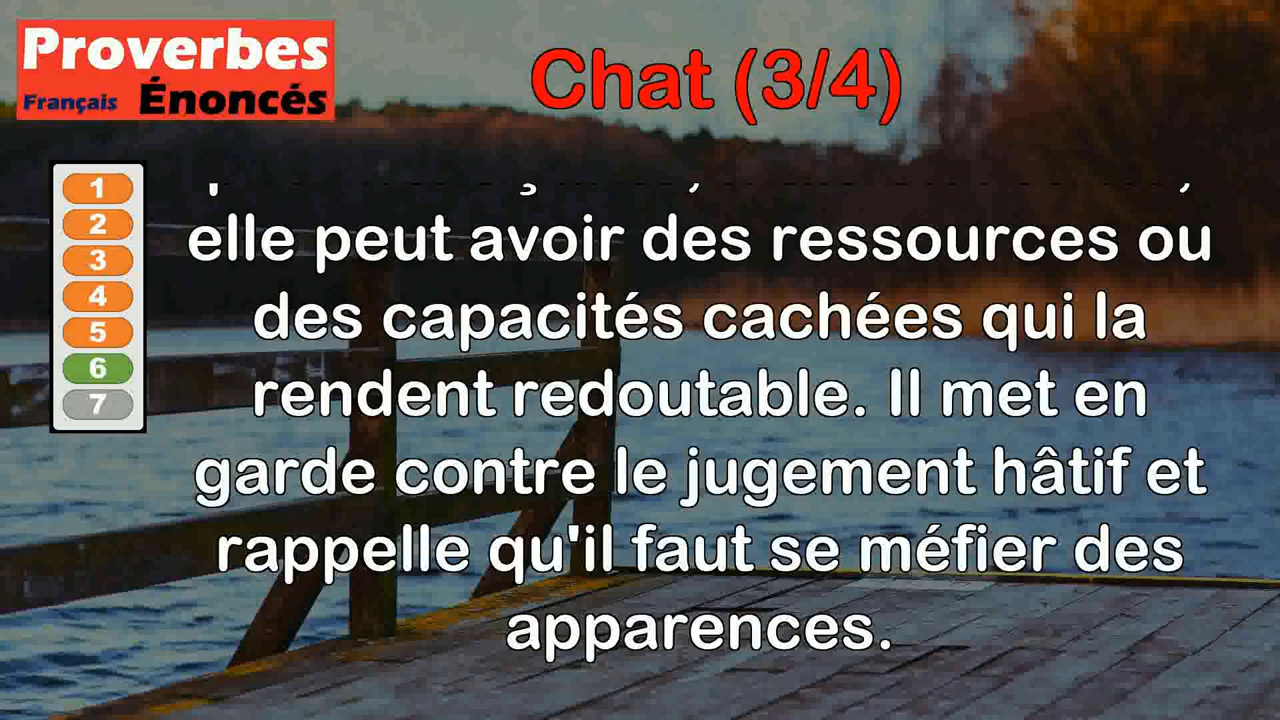 Proverbes
Français Énoncés
Chat (3/4)
1
2
3
4
5
6
7
elle peut avoir des ressources ou
des capacités cachées qui la
rendent redoutable. Il met en
garde contre le jugement hâtif et
rappelle qu'il faut se méfier des
apparences.